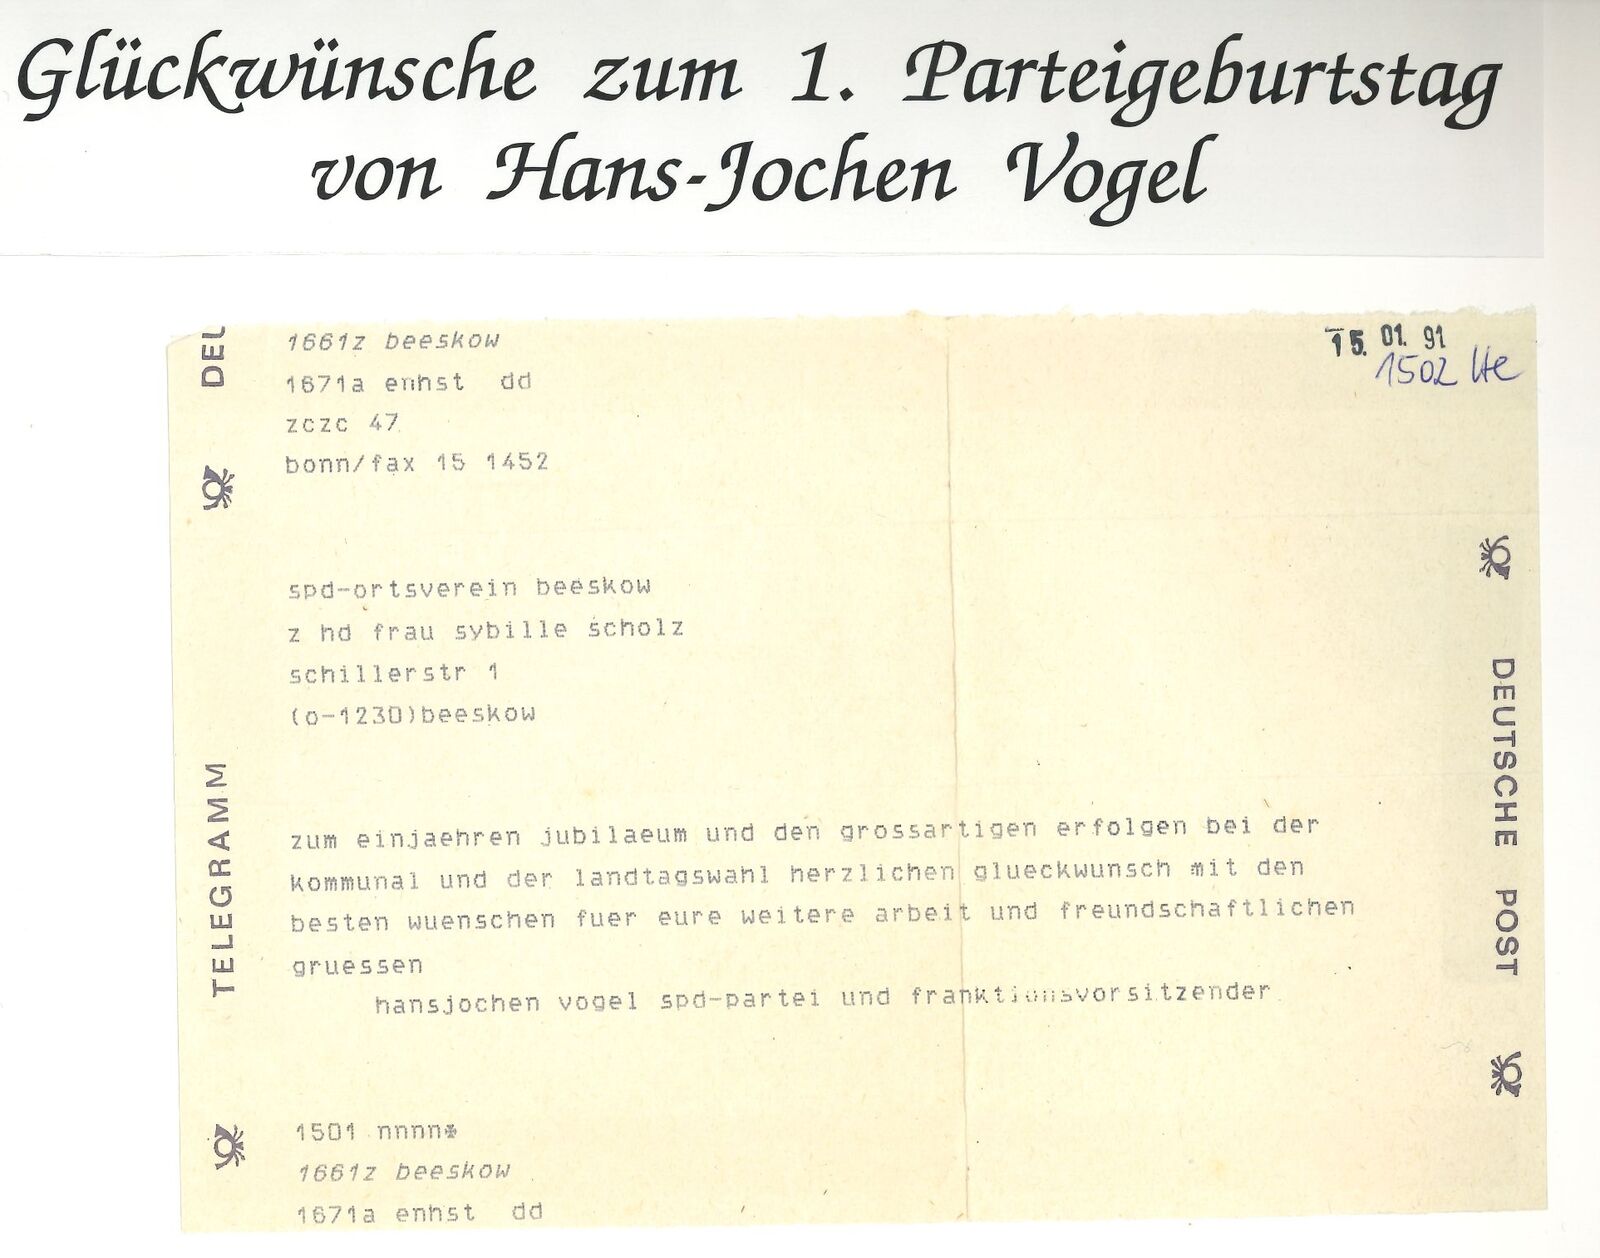 Glückwünsche zum 1. Parteigeburtstag
von Hans-Jochen Vogel
DEU
1661z beeskow
15. 01. 91
1671a enhst dd
1502 He
zczc 47
bonn/fax 15 1452
spd-ortsverein beeskow
z hd frau sybille scholz
schillerstr 1
(o-1230)beeskow
TELEGRAMM
DEUTSCHE POST
zum einjaehren jubilaeum und den grossartigen erfolgen bei der
kommunal und der landtagswahl herzlichen glueckwunsch mit den
besten wuenschen fuer eure weitere arbeit und freundschaftlichen
gruessen
hansjochen vogel spd-partei und franktionsvorsitzender
1501 nnnn✠
1661z beeskow
1671a enhst dd